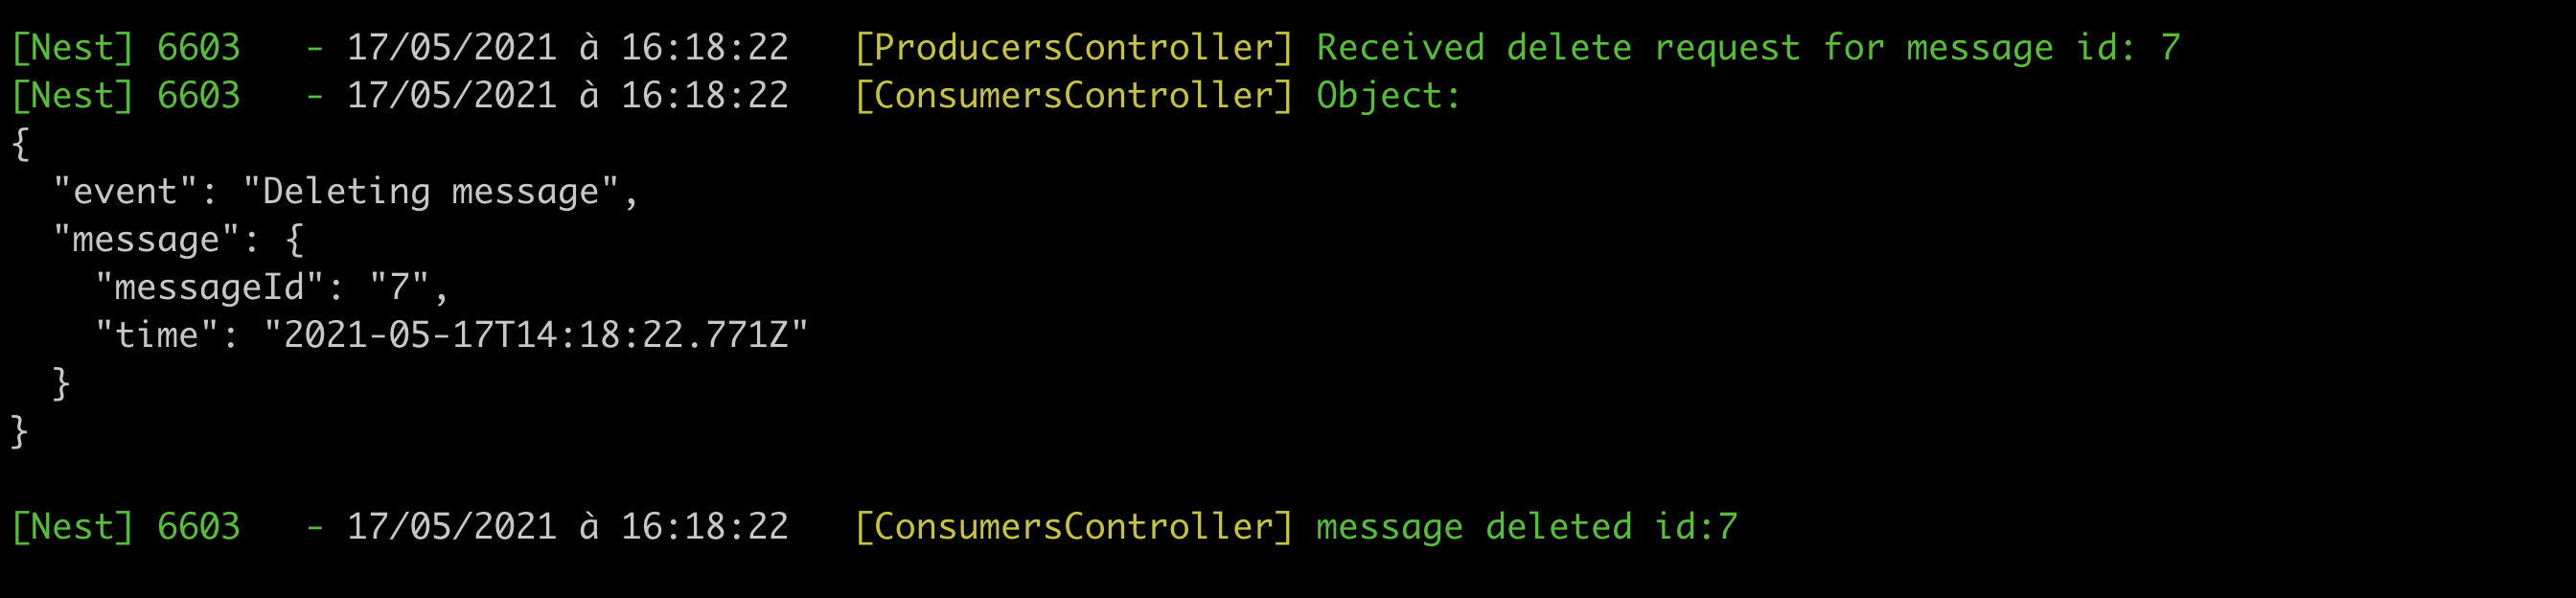 [Nest] 6603   - 17/05/2021 à 16:18:22   [ProducersController] Received delete request for message id: 7
[Nest] 6603   - 17/05/2021 à 16:18:22   [ConsumersController] Object:
{
  "event": "Deleting message",
  "message": {
    "messageId": "7",
    "time": "2021-05-17T14:18:22.771Z"
  }
}
[Nest] 6603   - 17/05/2021 à 16:18:22   [ConsumersController] message deleted id:7